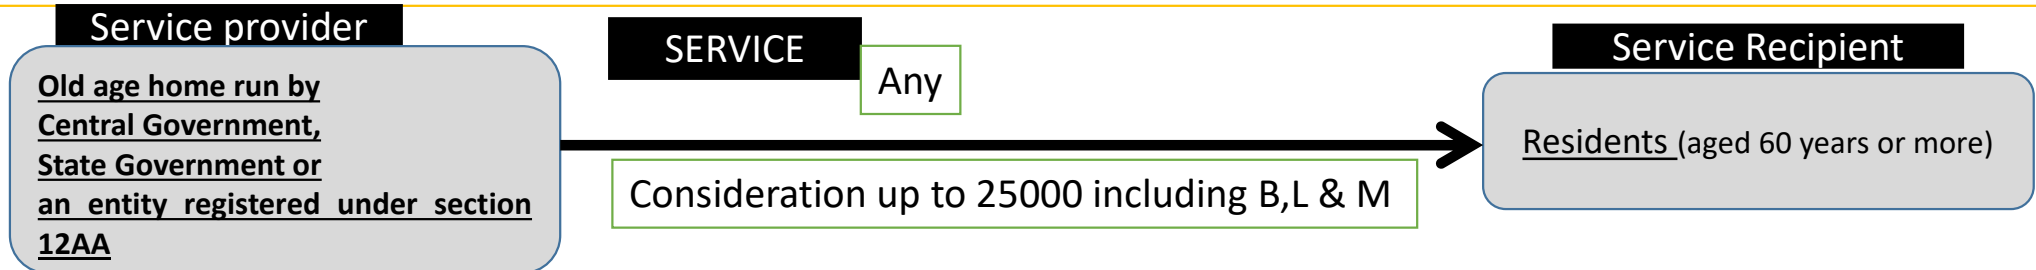 Service provider
Old age home run by
Central Government,
State Government or
an entity registered under section
12AA
SERVICE
Any
Consideration up to 25000 including B,L & M
Service Recipient
Residents (aged 60 years or more)